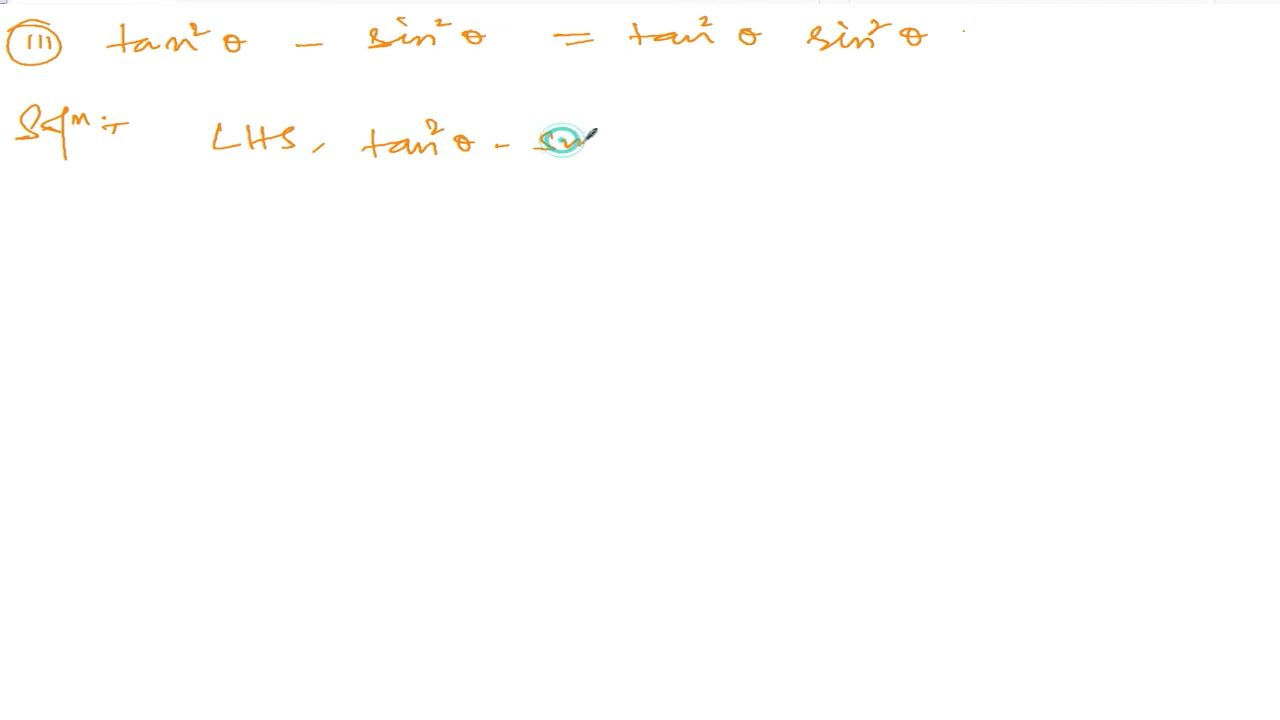 (III) tan²θ - sin²θ = tan²θ sin²θ.
Solⁿ :- LHS, tan²θ -